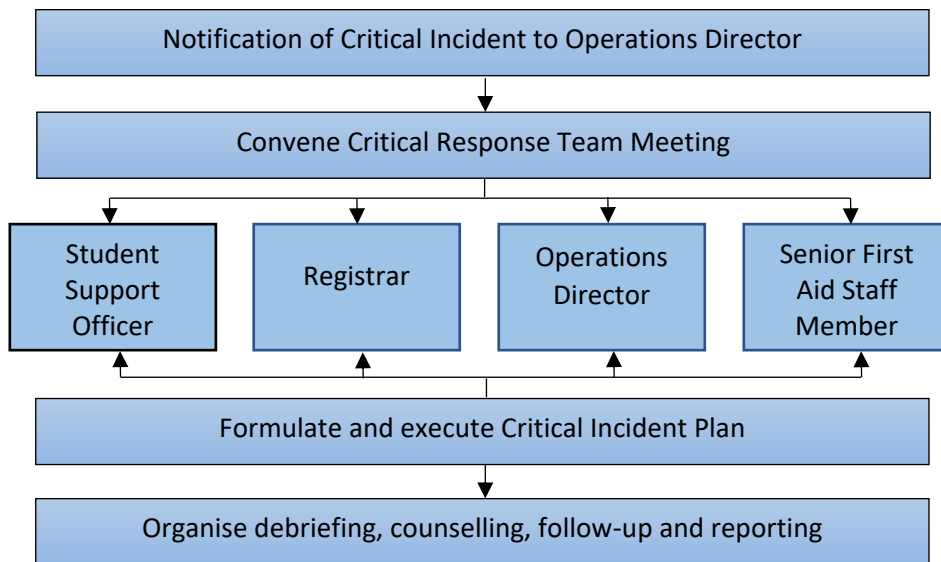 Notification of Critical Incident to Operations Director
Convene Critical Response Team Meeting
Student
Support
Officer
Registrar
Operations
Director
Senior First
Aid Staff
Member
Formulate and execute Critical Incident Plan
Organise debriefing, counselling, follow-up and reporting